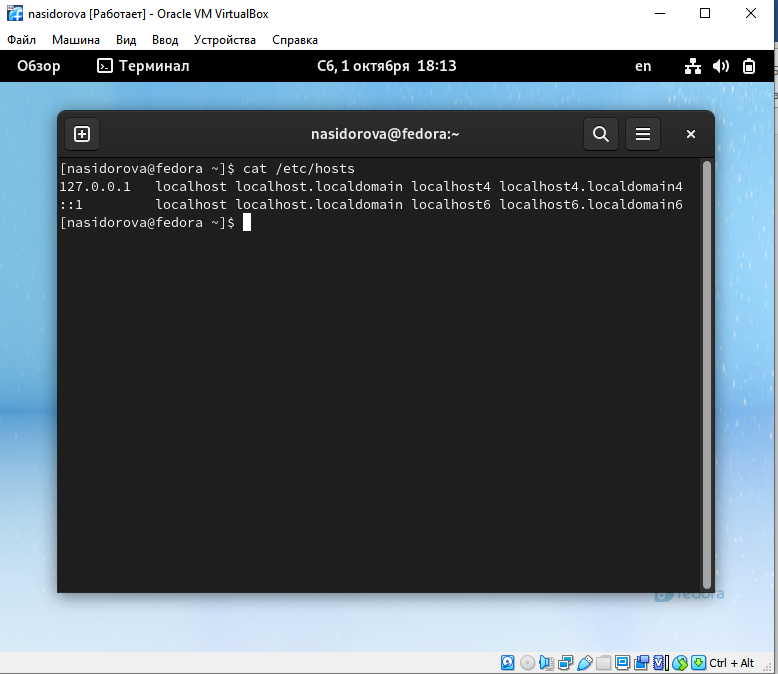 nasidorova [Работает] - Oracle VM VirtualBox
Файл Машина Вид Ввод Устройства Справка
Обзор Терминал Сб, 1 октября 18:13 en
nasidorova@fedora:~
[nasidorova@fedora ~]$ cat /etc/hosts
127.0.0.1   localhost localhost.localdomain localhost4 localhost4.localdomain4
::1         localhost localhost.localdomain localhost6 localhost6.localdomain6
[nasidorova@fedora ~]$
fedora
Ctrl + Alt